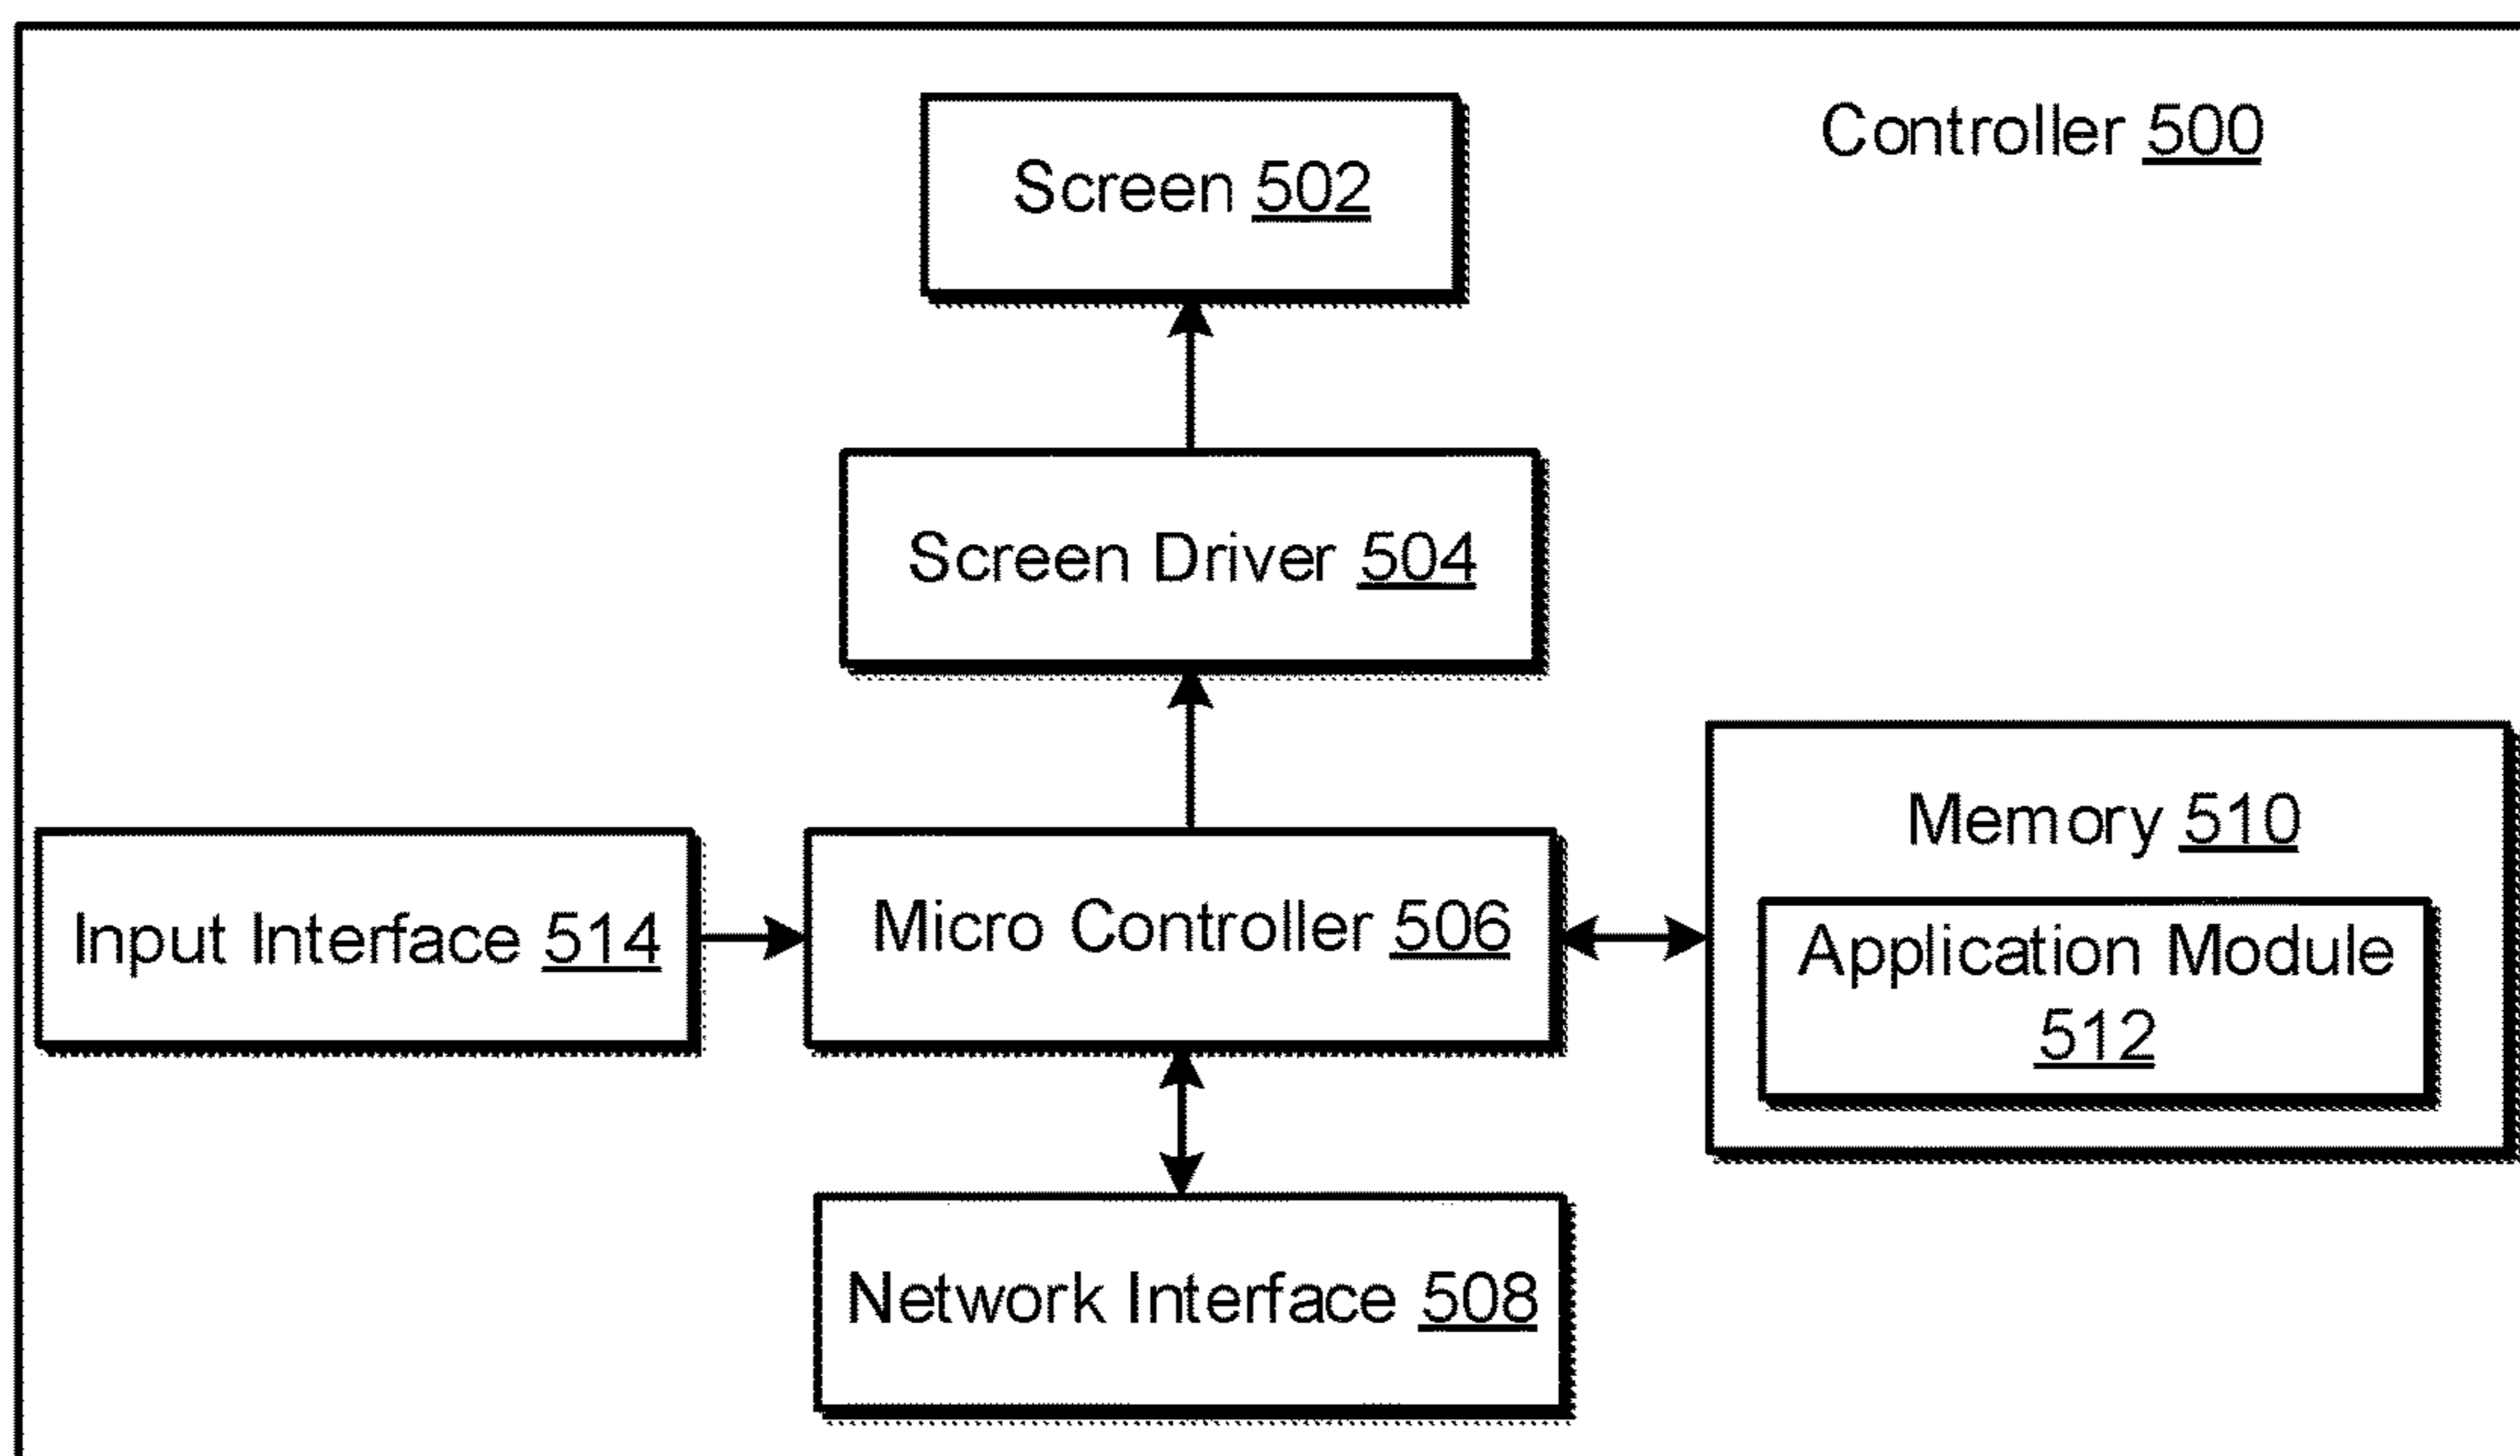 Controller 500
Screen 502
Screen Driver 504
Memory 510
Input Interface 514
Micro Controller 506
Application Module
512
Network Interface 508